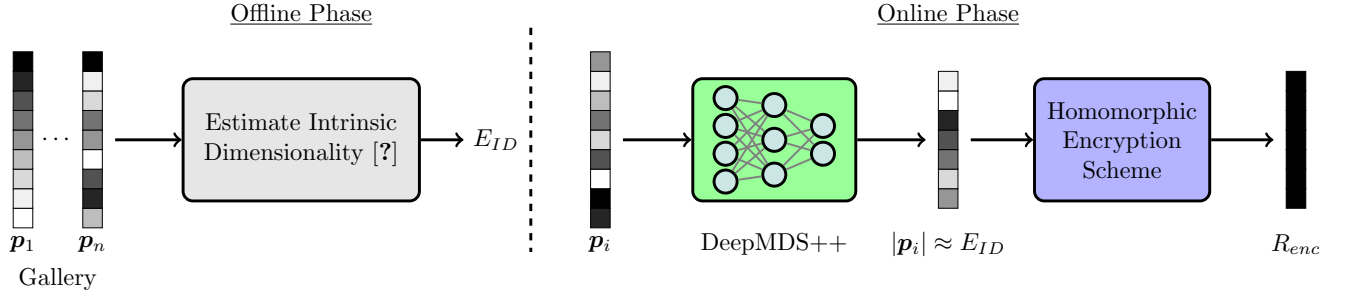 Offline Phase
Online Phase
...
Estimate Intrinsic
Dimensionality [?]
E_ID
Homomorphic
Encryption
Scheme
p_1
p_n
Gallery
p_i
DeepMDS++
|p_i| ≈ E_ID
R_enc